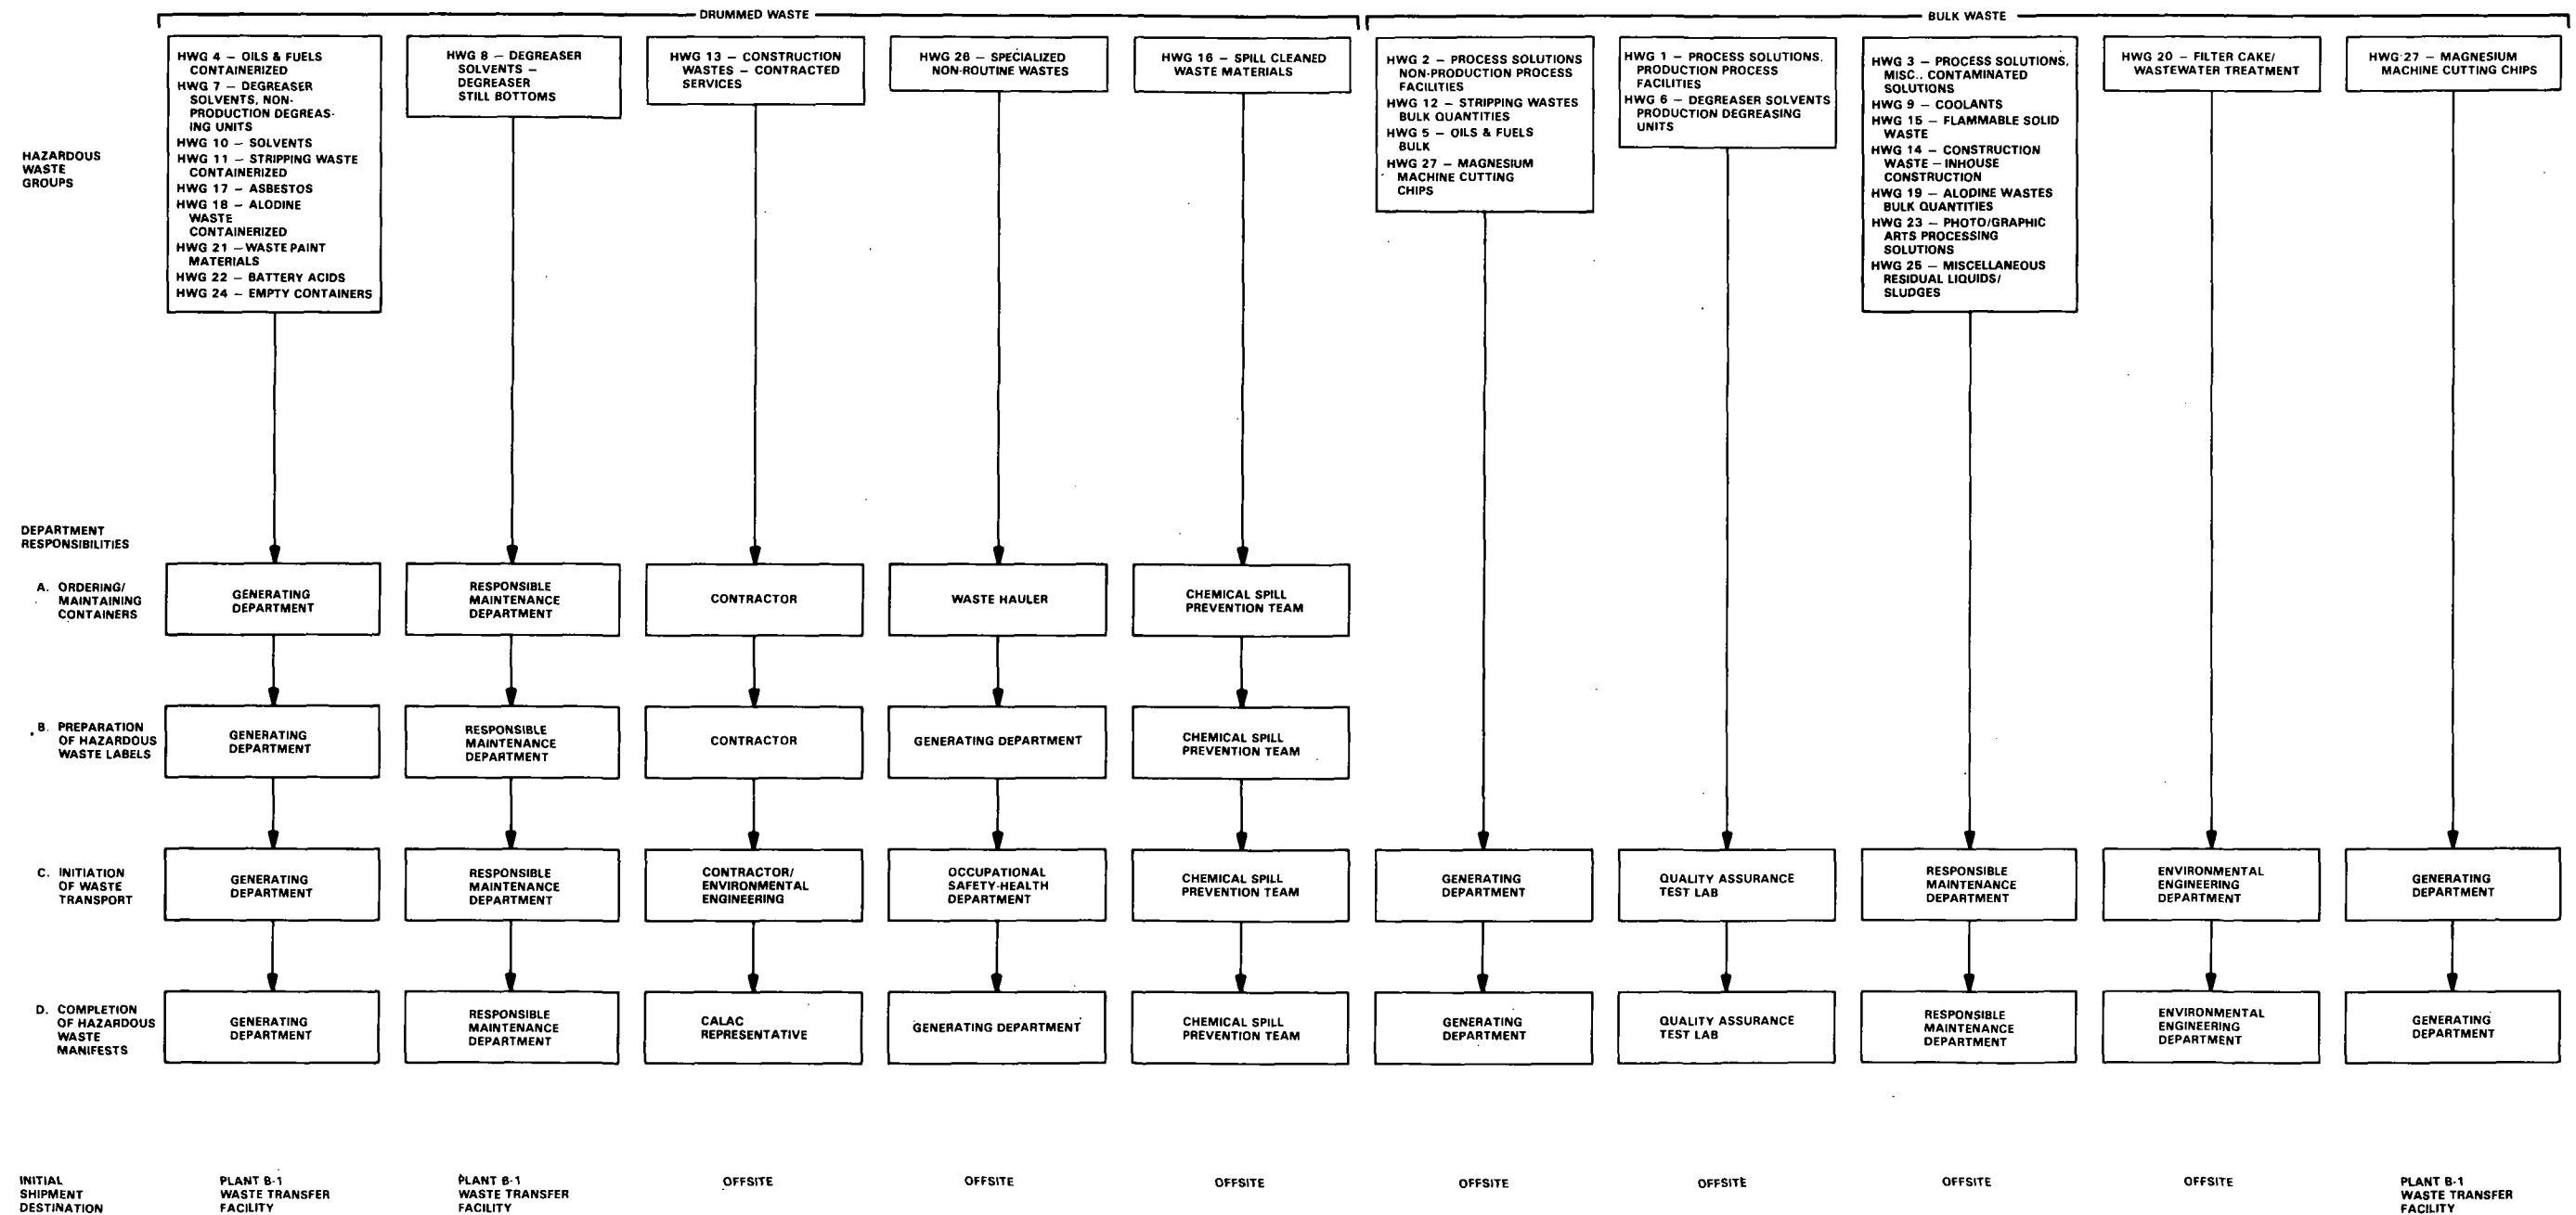 DRUMMED WASTE
BULK WASTE
HAZARDOUS
WASTE
GROUPS
HWG 4 — OILS & FUELS
CONTAINERIZED
HWG 7 — DEGREASER
SOLVENTS, NON-
PRODUCTION DEGREAS-
ING UNITS
HWG 10 — SOLVENTS
HWG 11 — STRIPPING WASTE
CONTAINERIZED
HWG 17 — ASBESTOS
HWG 18 — ALODINE
WASTE
CONTAINERIZED
HWG 21 — WASTE PAINT
MATERIALS
HWG 22 — BATTERY ACIDS
HWG 24 — EMPTY CONTAINERS
HWG 8 — DEGREASER
SOLVENTS —
DEGREASER
STILL BOTTOMS
HWG 13 — CONSTRUCTION
WASTES — CONTRACTED
SERVICES
HWG 26 — SPECIALIZED
NON-ROUTINE WASTES
HWG 16 — SPILL CLEANED
WASTE MATERIALS
HWG 2 — PROCESS SOLUTIONS
NON-PRODUCTION PROCESS
FACILITIES
HWG 12 — STRIPPING WASTES
BULK QUANTITIES
HWG 5 — OILS & FUELS
BULK
HWG 27 — MAGNESIUM
MACHINE CUTTING
CHIPS
HWG 1 — PROCESS SOLUTIONS,
PRODUCTION PROCESS
FACILITIES
HWG 6 — DEGREASER SOLVENTS
PRODUCTION DEGREASING
UNITS
HWG 3 — PROCESS SOLUTIONS,
MISC., CONTAMINATED
SOLUTIONS
HWG 9 — COOLANTS
HWG 15 — FLAMMABLE SOLID
WASTE
HWG 14 — CONSTRUCTION
WASTE — INHOUSE
CONSTRUCTION
HWG 19 — ALODINE WASTES
BULK QUANTITIES
HWG 23 — PHOTO/GRAPHIC
ARTS PROCESSING
SOLUTIONS
HWG 25 — MISCELLANEOUS
RESIDUAL LIQUIDS/
SLUDGES
HWG 20 — FILTER CAKE/
WASTEWATER TREATMENT
HWG 27 — MAGNESIUM
MACHINE CUTTING CHIPS
DEPARTMENT
RESPONSIBILITIES
A. ORDERING/
MAINTAINING
CONTAINERS
GENERATING
DEPARTMENT
RESPONSIBLE
MAINTENANCE
DEPARTMENT
CONTRACTOR
WASTE HAULER
CHEMICAL SPILL
PREVENTION TEAM
B. PREPARATION
OF HAZARDOUS
WASTE LABELS
GENERATING
DEPARTMENT
RESPONSIBLE
MAINTENANCE
DEPARTMENT
CONTRACTOR
GENERATING DEPARTMENT
CHEMICAL SPILL
PREVENTION TEAM
C. INITIATION
OF WASTE
TRANSPORT
GENERATING
DEPARTMENT
RESPONSIBLE
MAINTENANCE
DEPARTMENT
CONTRACTOR/
ENVIRONMENTAL
ENGINEERING
OCCUPATIONAL
SAFETY-HEALTH
DEPARTMENT
CHEMICAL SPILL
PREVENTION TEAM
GENERATING
DEPARTMENT
QUALITY ASSURANCE
TEST LAB
RESPONSIBLE
MAINTENANCE
DEPARTMENT
ENVIRONMENTAL
ENGINEERING
DEPARTMENT
GENERATING
DEPARTMENT
D. COMPLETION
OF HAZARDOUS
WASTE
MANIFESTS
GENERATING
DEPARTMENT
RESPONSIBLE
MAINTENANCE
DEPARTMENT
CALAC
REPRESENTATIVE
GENERATING DEPARTMENT
CHEMICAL SPILL
PREVENTION TEAM
GENERATING
DEPARTMENT
QUALITY ASSURANCE
TEST LAB
RESPONSIBLE
MAINTENANCE
DEPARTMENT
ENVIRONMENTAL
ENGINEERING
DEPARTMENT
GENERATING
DEPARTMENT
INITIAL
SHIPMENT
DESTINATION
PLANT B-1
WASTE TRANSFER
FACILITY
PLANT B-1
WASTE TRANSFER
FACILITY
OFFSITE
OFFSITE
OFFSITE
OFFSITE
OFFSITE
OFFSITE
OFFSITE
PLANT B-1
WASTE TRANSFER
FACILITY